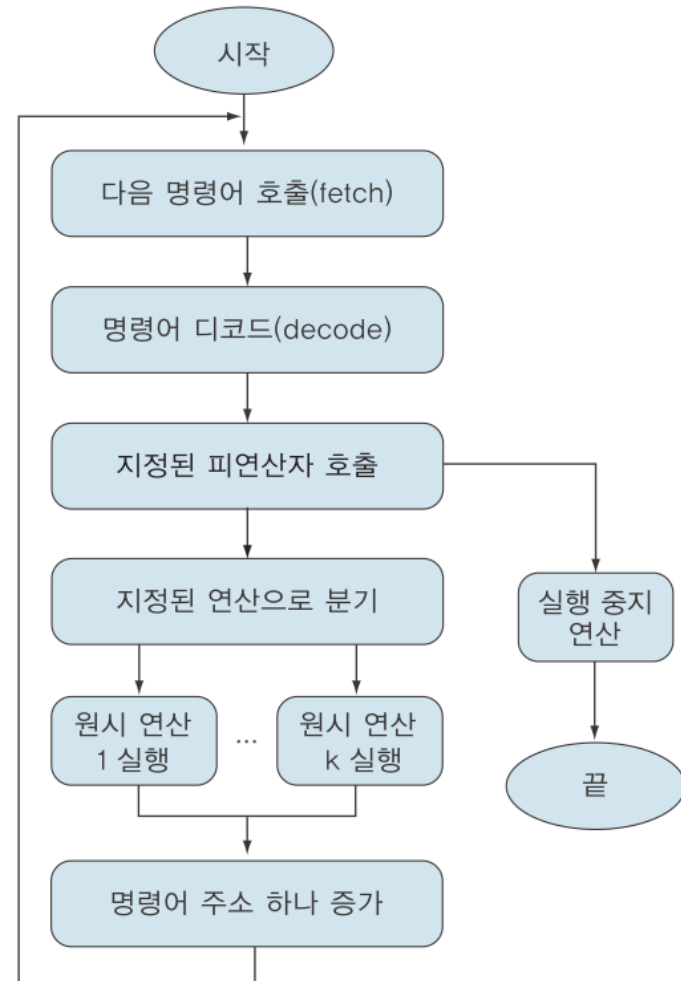 시작
다음 명령어 호출(fetch)
명령어 디코드(decode)
지정된 피연산자 호출
지정된 연산으로 분기
실행 중지
연산
원시 연산
1 실행
...
원시 연산
k 실행
끝
명령어 주소 하나 증가